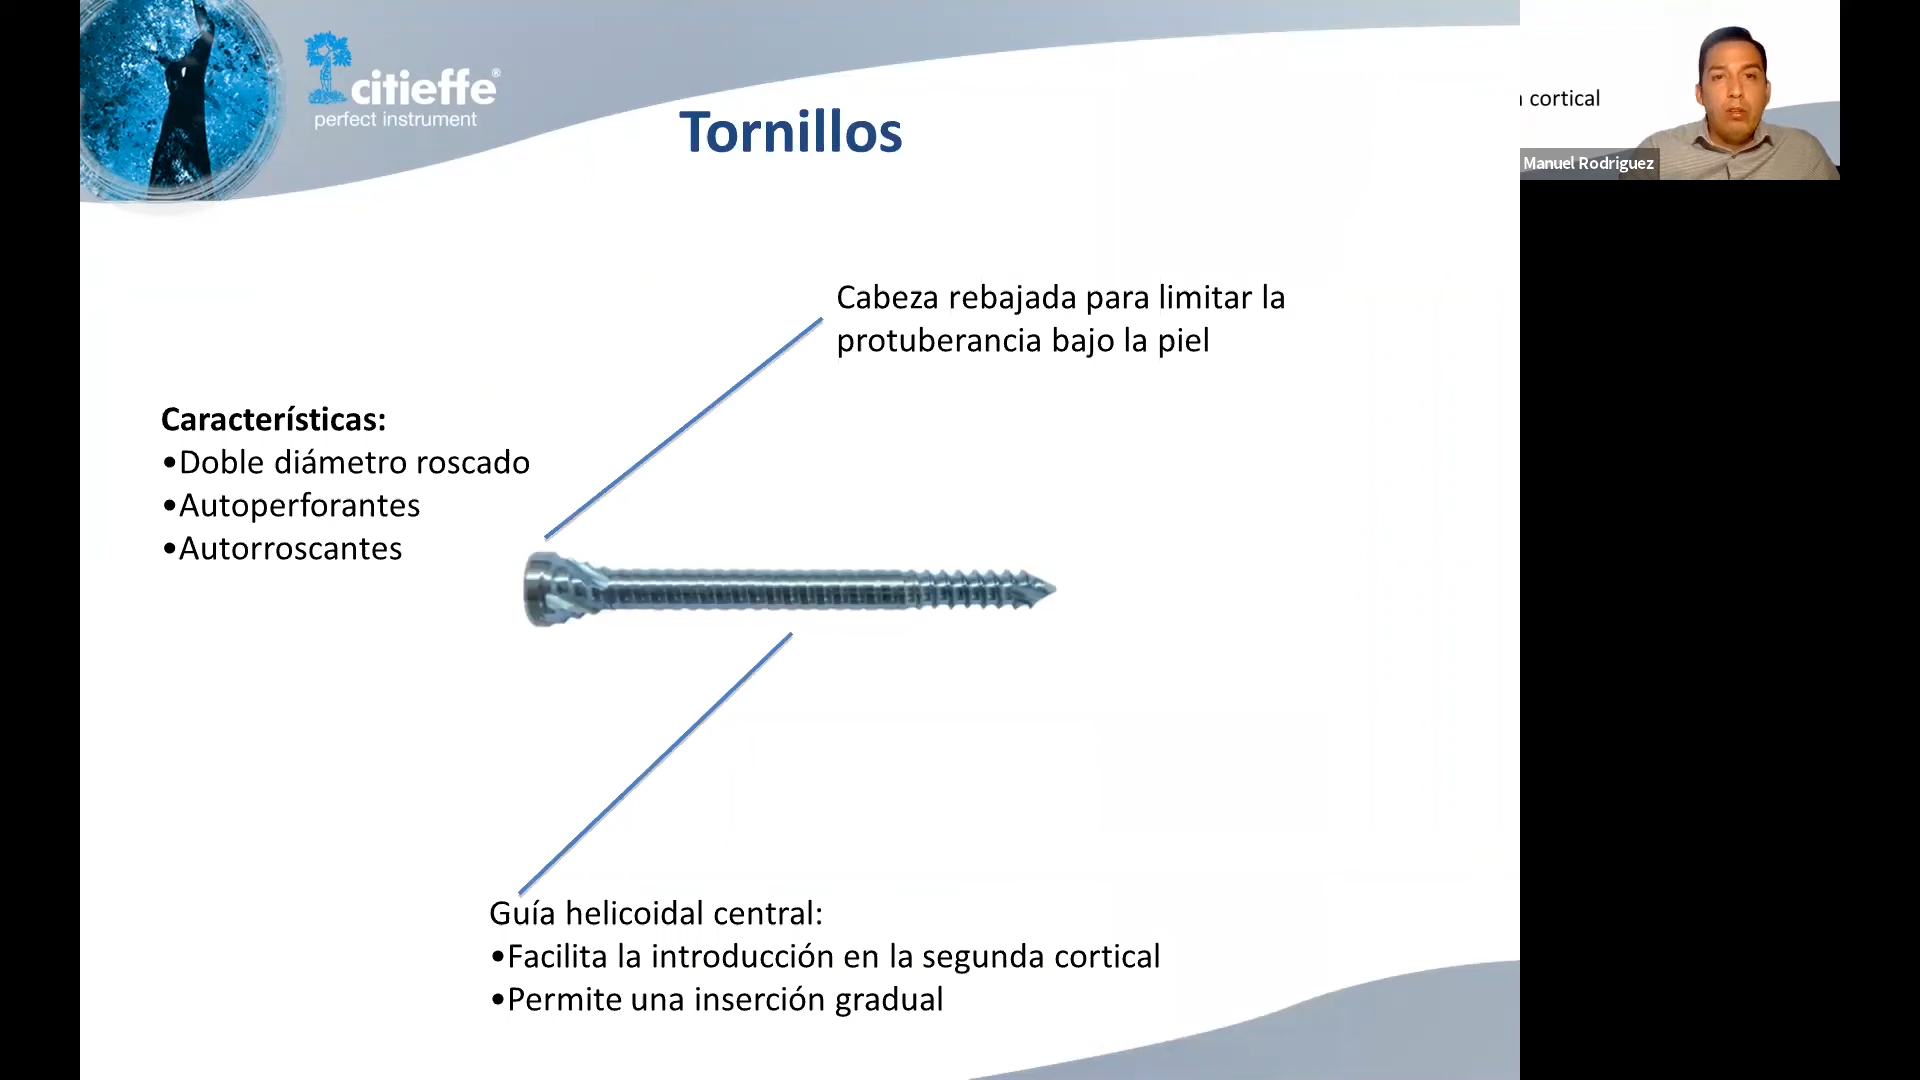 citieffe®
perfect instrument
Tornillos
cortical
Manuel Rodriguez
Cabeza rebajada para limitar la
protuberancia bajo la piel
Características:
•Doble diámetro roscado
•Autoperforantes
•Autorroscantes
Guía helicoidal central:
•Facilita la introducción en la segunda cortical
•Permite una inserción gradual